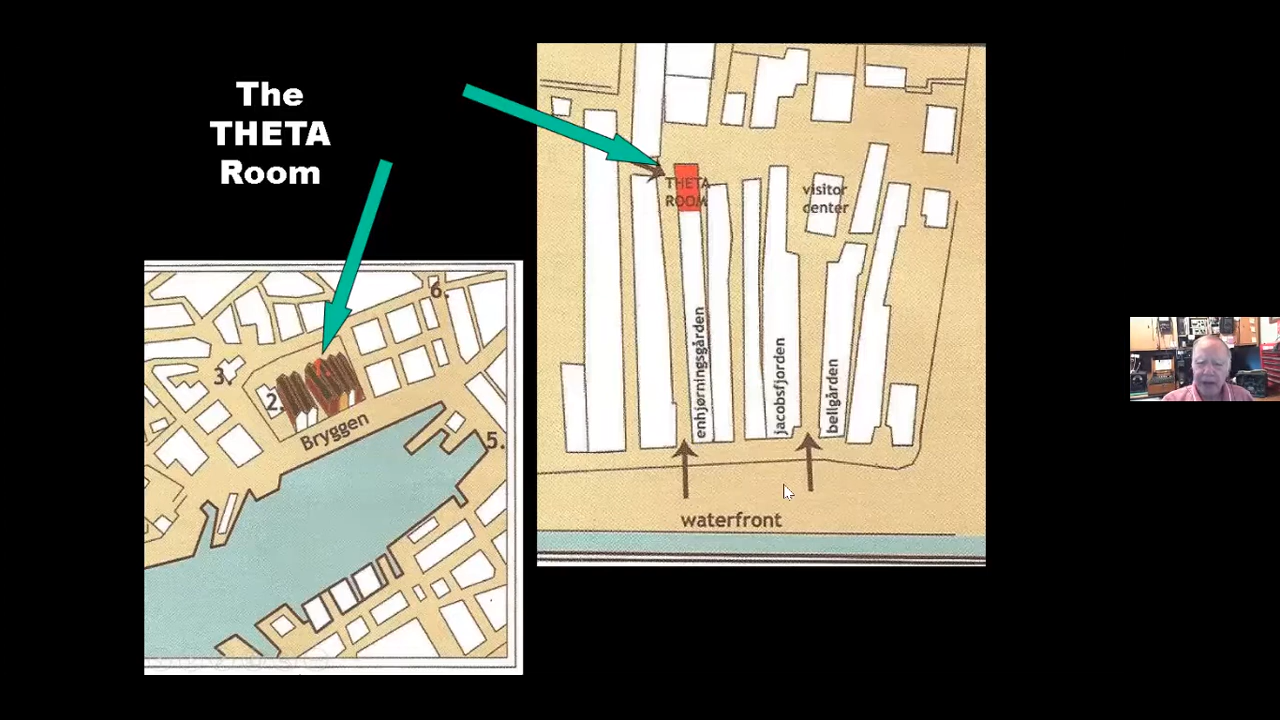 The
THETA
Room
THETA
ROOM
visitor
center
enhjørningsgården
jacobsfjorden
bellgården
waterfront
6.
3.
2.
Bryggen
5.